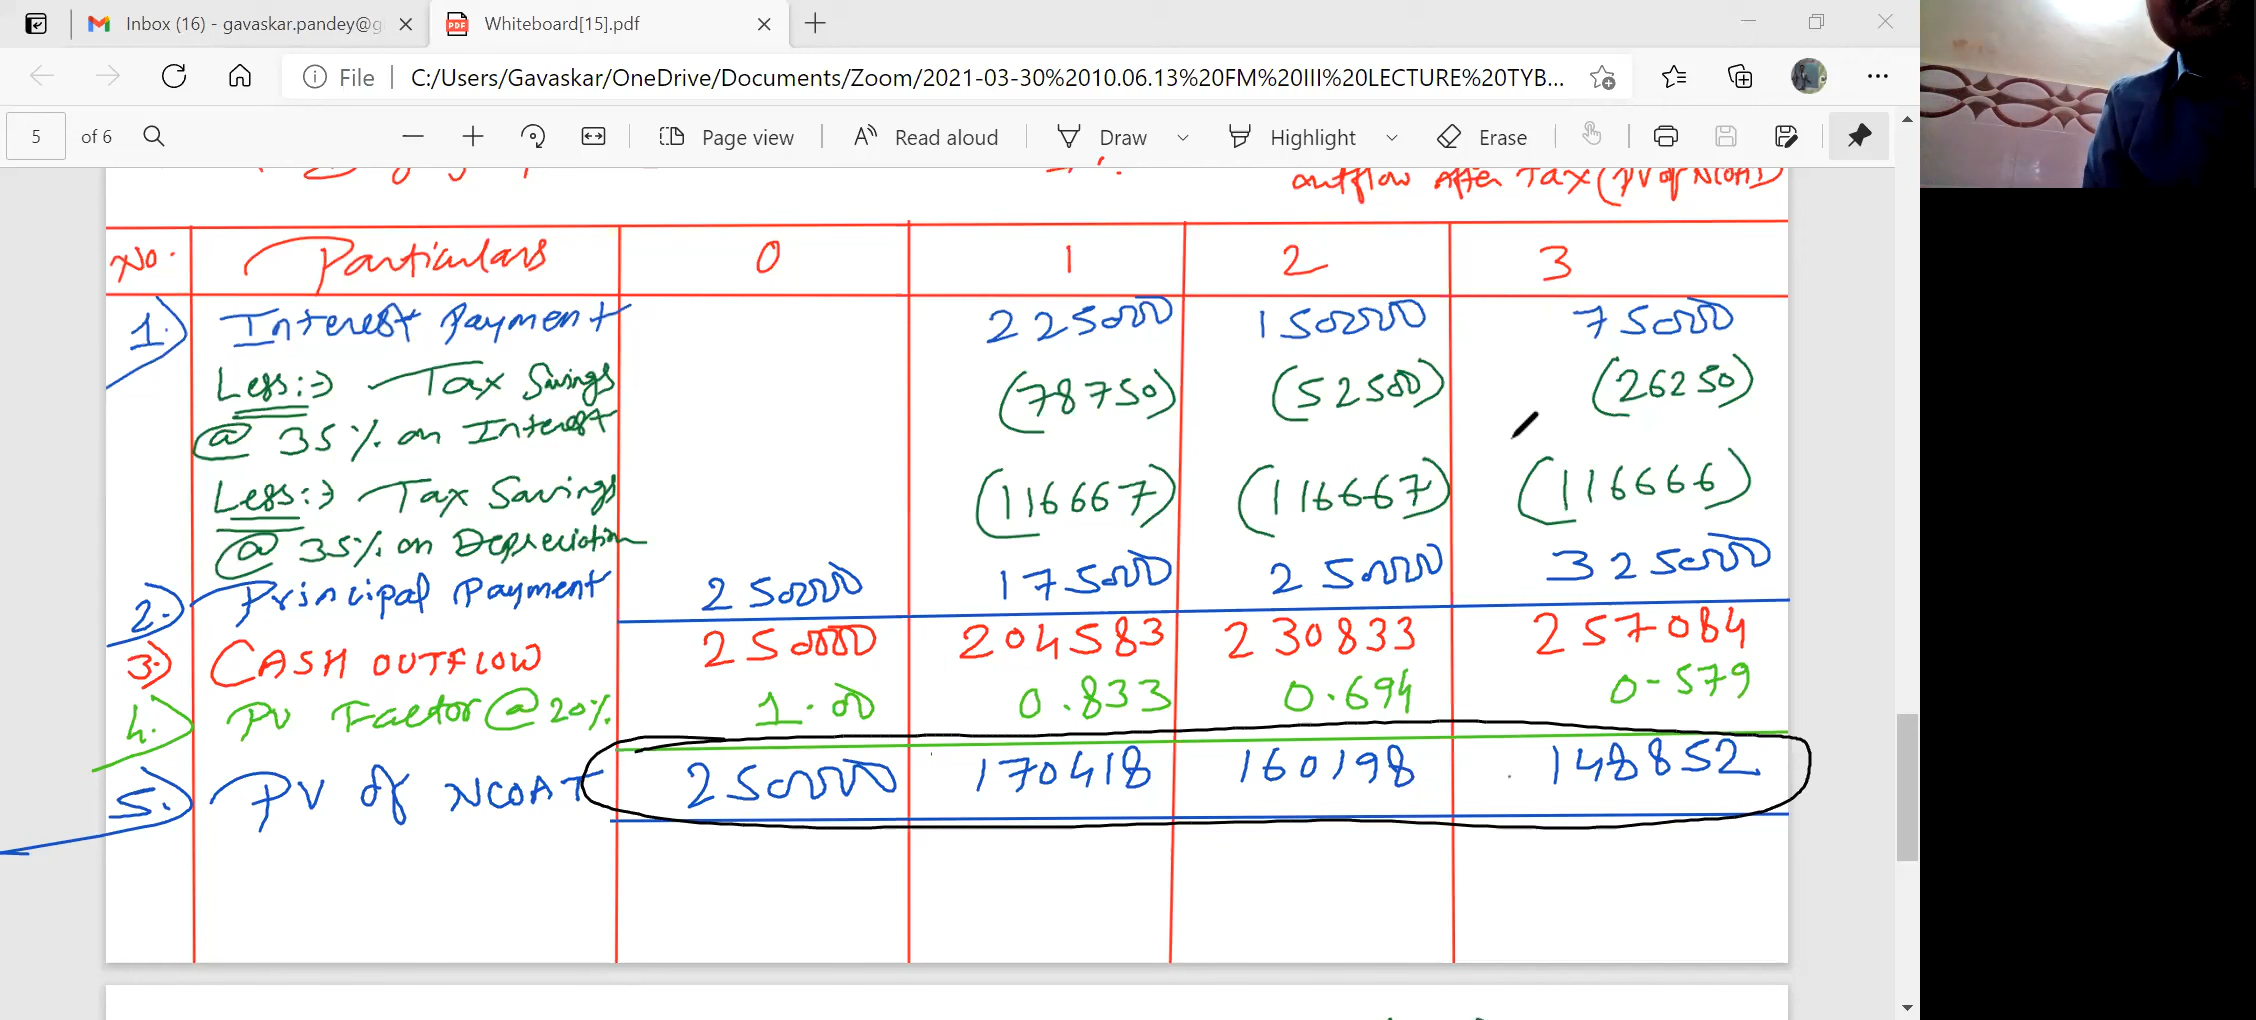 Inbox (16) - gavaskar.pandey@g
Whiteboard[15].pdf
File C:/Users/Gavaskar/OneDrive/Documents/Zoom/2021-03-30%2010.06.13%20FM%20III%20LECTURE%20TYB...
5 of 6 Page view Read aloud Draw Highlight Erase
outflow After Tax (PV of NCOAT)
No. Particulars 0 1 2 3
1.) Interest Payment 225000 150000 75000
Less:→ Tax Savings (78750) (52500) (26250)
@ 35% on Interest
Less:→ Tax Savings (116667) (116667) (116666)
@ 35% on Depreciation
2.) Principal Payment 250000 175000 250000 325000
3.) CASH OUTFLOW 250000 204583 230833 257084
4.) PV Factor @ 20% 1.00 0.833 0.694 0.579
5.) PV of NCOAT 250000 170418 160198 148852